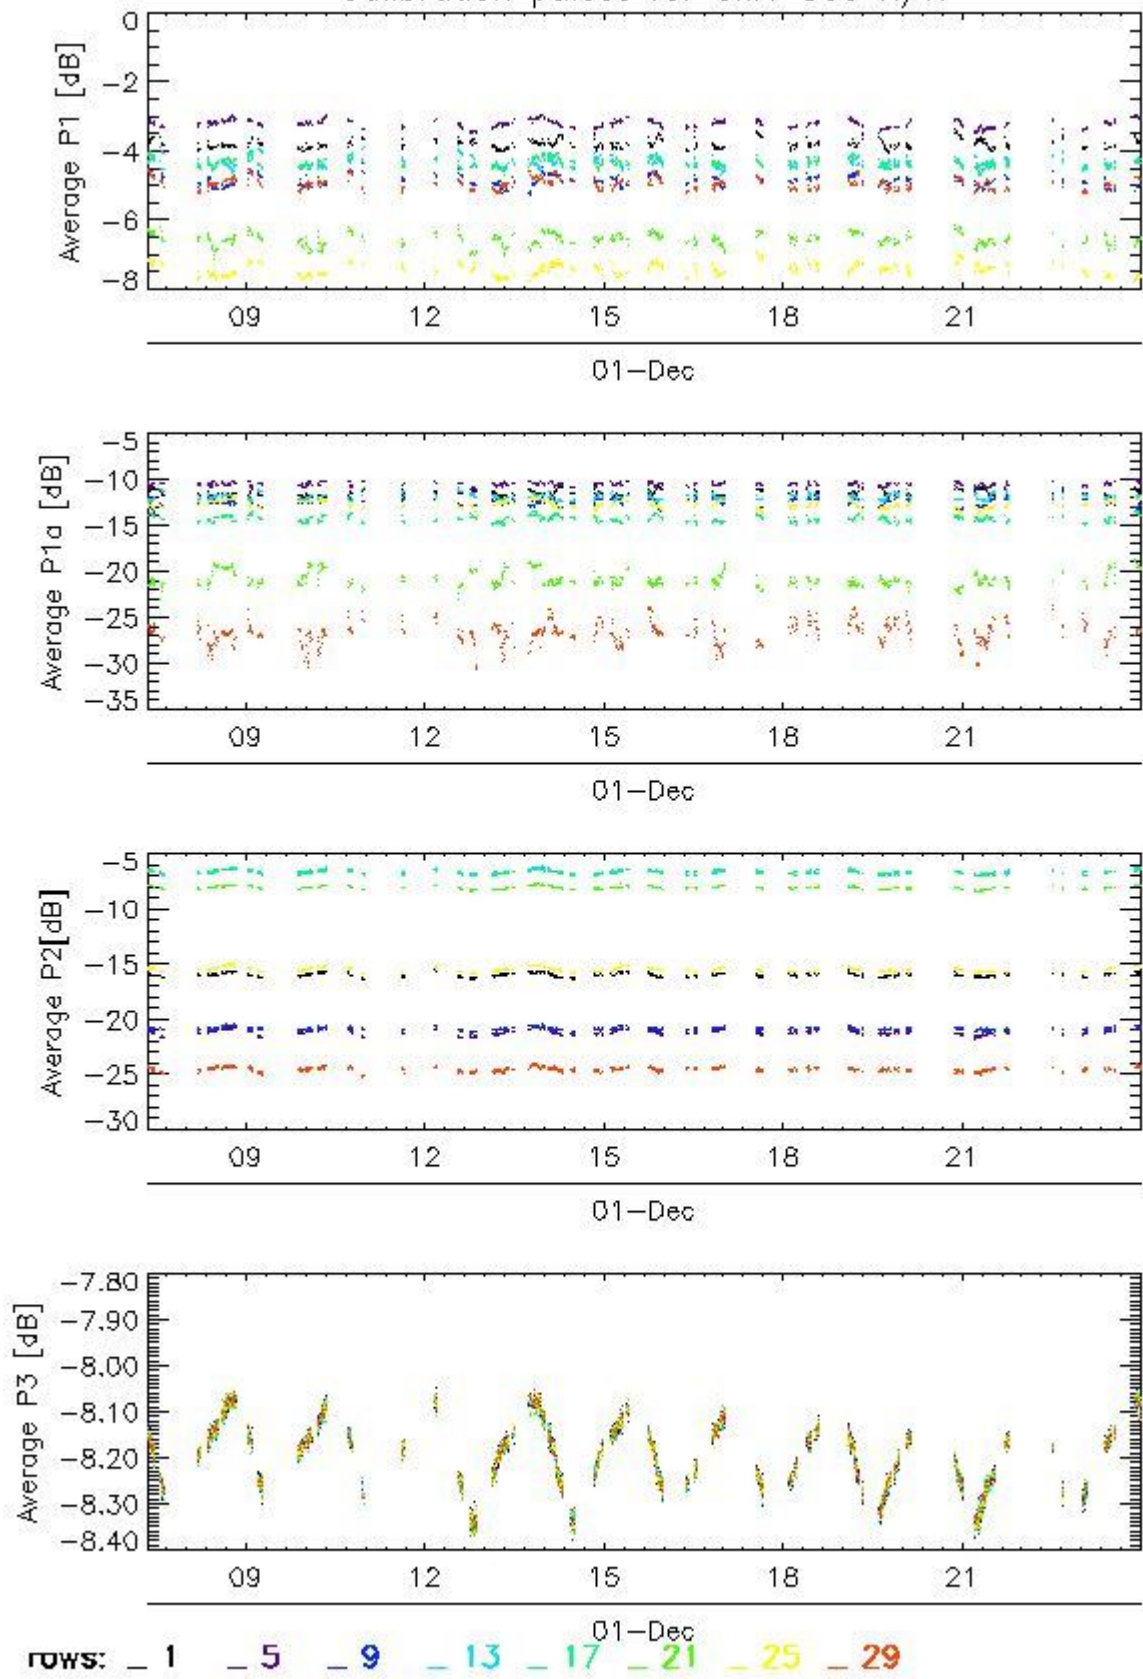 Average P1 [dB]
0
−2
−4
−6
−8
09 12 15 18 21
01−Dec
Average P1a [dB]
−5
−10
−15
−20
−25
−30
−35
09 12 15 18 21
01−Dec
Average P2[dB]
−5
−10
−15
−20
−25
−30
09 12 15 18 21
01−Dec
Average P3 [dB]
−7.80
−7.90
−8.00
−8.10
−8.20
−8.30
−8.40
09 12 15 18 21
01−Dec
rows: _ 1 _ 5 _ 9 _ 13 _ 17 _ 21 _ 25 _ 29